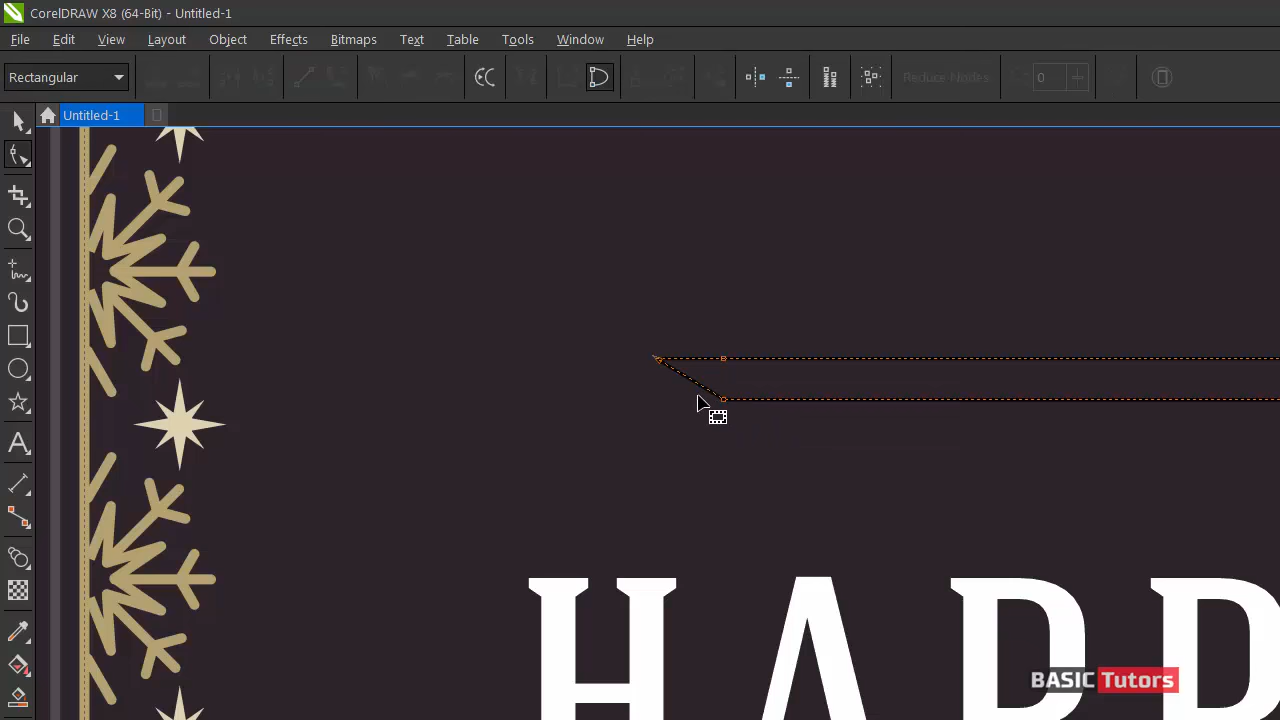 CorelDRAW X8 (64-Bit) - Untitled-1
File Edit View Layout Object Effects Bitmaps Text Table Tools Window Help
Rectangular Reduce Nodes 0
Untitled-1
HAPP
BASIC Tutors